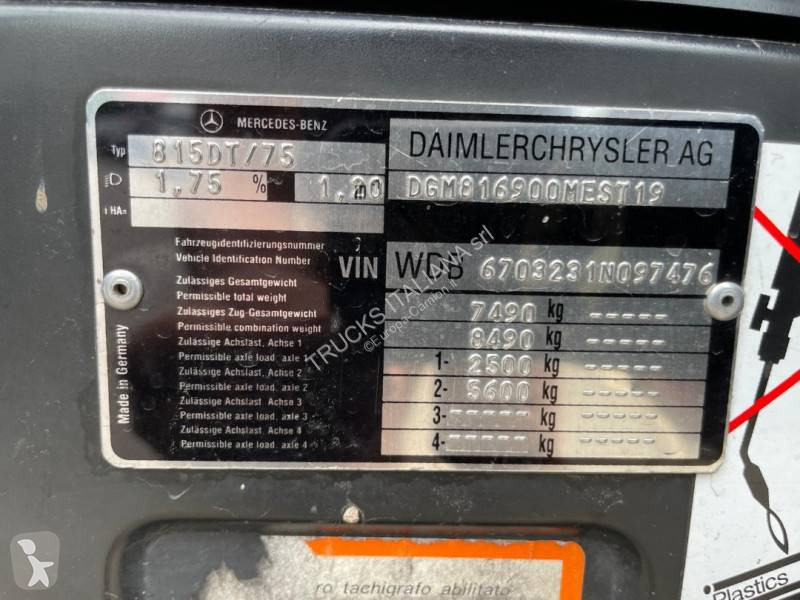 MERCEDES-BENZ
Typ 815DT/75 DAIMLERCHRYSLER AG
1,75 % 1,20 DGM816900MEST19
i HA=
Fahrzeugidentifizierungsnummer
Vehicle Identification Number VIN WDB 6703231N097476
Zulässiges Gesamtgewicht
Permissible total weight 7490 kg -----
Zulässiges Zug-Gesamtgewicht
Permissible combination weight 8490 kg -----
Zulässige Achslast, Achse 1
Permissible axle load, axle 1 1- 2500 kg -----
Zulässige Achslast, Achse 2
Permissible axle load, axle 2 2- 5600 kg -----
Zulässige Achslast, Achse 3
Permissible axle load, axle 3 3- ----- kg -----
Zulässige Achslast, Achse 4
Permissible axle load, axle 4 4- ----- kg -----
Made in Germany
TRUCKS ITALIANA Srl
©Europa-Camion
ro tachigrafo abilitato
Plastics